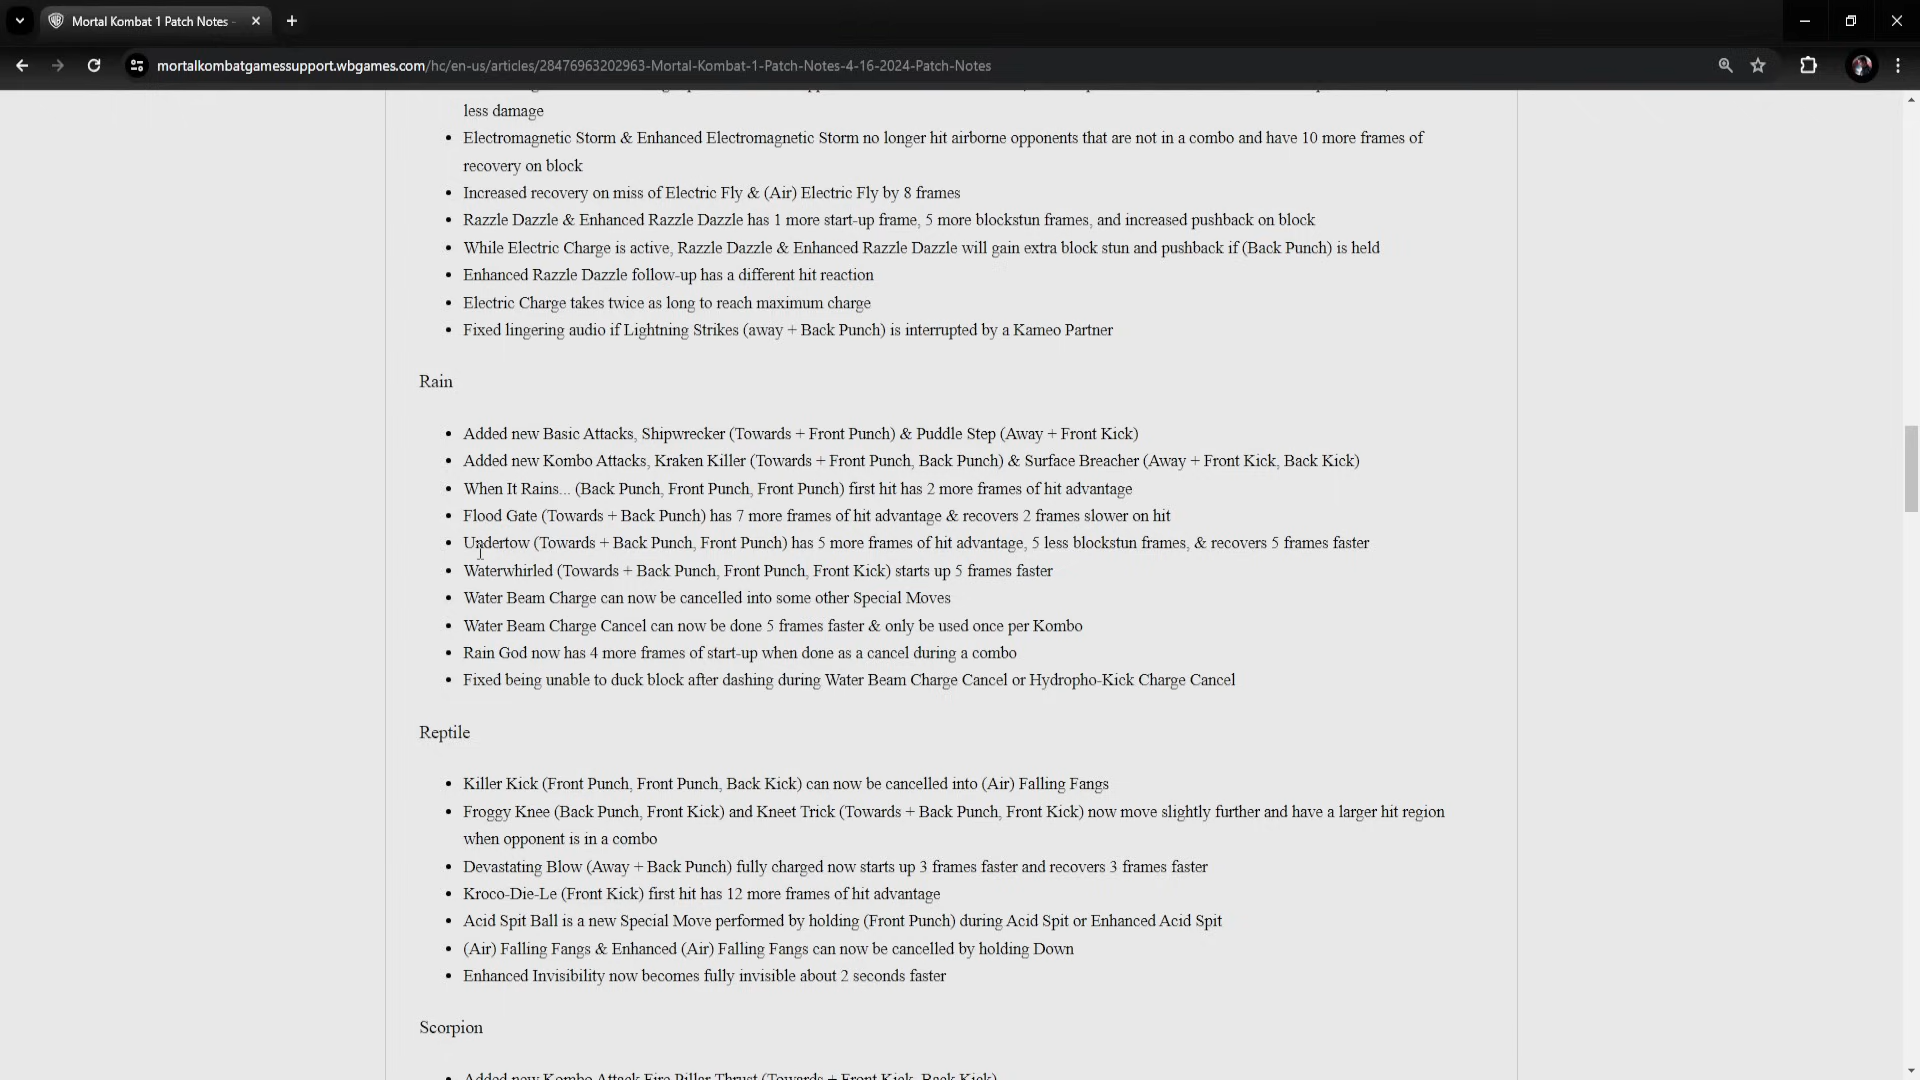 Mortal Kombat 1 Patch Notes -
mortalkombatgamessupport.wbgames.com/hc/en-us/articles/28476963202963-Mortal-Kombat-1-Patch-Notes-4-16-2024-Patch-Notes
less damage
• Electromagnetic Storm & Enhanced Electromagnetic Storm no longer hit airborne opponents that are not in a combo and have 10 more frames of
recovery on block
• Increased recovery on miss of Electric Fly & (Air) Electric Fly by 8 frames
• Razzle Dazzle & Enhanced Razzle Dazzle has 1 more start-up frame, 5 more blockstun frames, and increased pushback on block
• While Electric Charge is active, Razzle Dazzle & Enhanced Razzle Dazzle will gain extra block stun and pushback if (Back Punch) is held
• Enhanced Razzle Dazzle follow-up has a different hit reaction
• Electric Charge takes twice as long to reach maximum charge
• Fixed lingering audio if Lightning Strikes (away + Back Punch) is interrupted by a Kameo Partner
Rain
• Added new Basic Attacks, Shipwrecker (Towards + Front Punch) & Puddle Step (Away + Front Kick)
• Added new Kombo Attacks, Kraken Killer (Towards + Front Punch, Back Punch) & Surface Breacher (Away + Front Kick, Back Kick)
• When It Rains... (Back Punch, Front Punch, Front Punch) first hit has 2 more frames of hit advantage
• Flood Gate (Towards + Back Punch) has 7 more frames of hit advantage & recovers 2 frames slower on hit
• Undertow (Towards + Back Punch, Front Punch) has 5 more frames of hit advantage, 5 less blockstun frames, & recovers 5 frames faster
• Waterwhirled (Towards + Back Punch, Front Punch, Front Kick) starts up 5 frames faster
• Water Beam Charge can now be cancelled into some other Special Moves
• Water Beam Charge Cancel can now be done 5 frames faster & only be used once per Kombo
• Rain God now has 4 more frames of start-up when done as a cancel during a combo
• Fixed being unable to duck block after dashing during Water Beam Charge Cancel or Hydropho-Kick Charge Cancel
Reptile
• Killer Kick (Front Punch, Front Punch, Back Kick) can now be cancelled into (Air) Falling Fangs
• Froggy Knee (Back Punch, Front Kick) and Kneet Trick (Towards + Back Punch, Front Kick) now move slightly further and have a larger hit region
when opponent is in a combo
• Devastating Blow (Away + Back Punch) fully charged now starts up 3 frames faster and recovers 3 frames faster
• Kroco-Die-Le (Front Kick) first hit has 12 more frames of hit advantage
• Acid Spit Ball is a new Special Move performed by holding (Front Punch) during Acid Spit or Enhanced Acid Spit
• (Air) Falling Fangs & Enhanced (Air) Falling Fangs can now be cancelled by holding Down
• Enhanced Invisibility now becomes fully invisible about 2 seconds faster
Scorpion
• Added new Kombo Attack Fire Pillar Thrust (Towards + Front Kick, Back Kick)